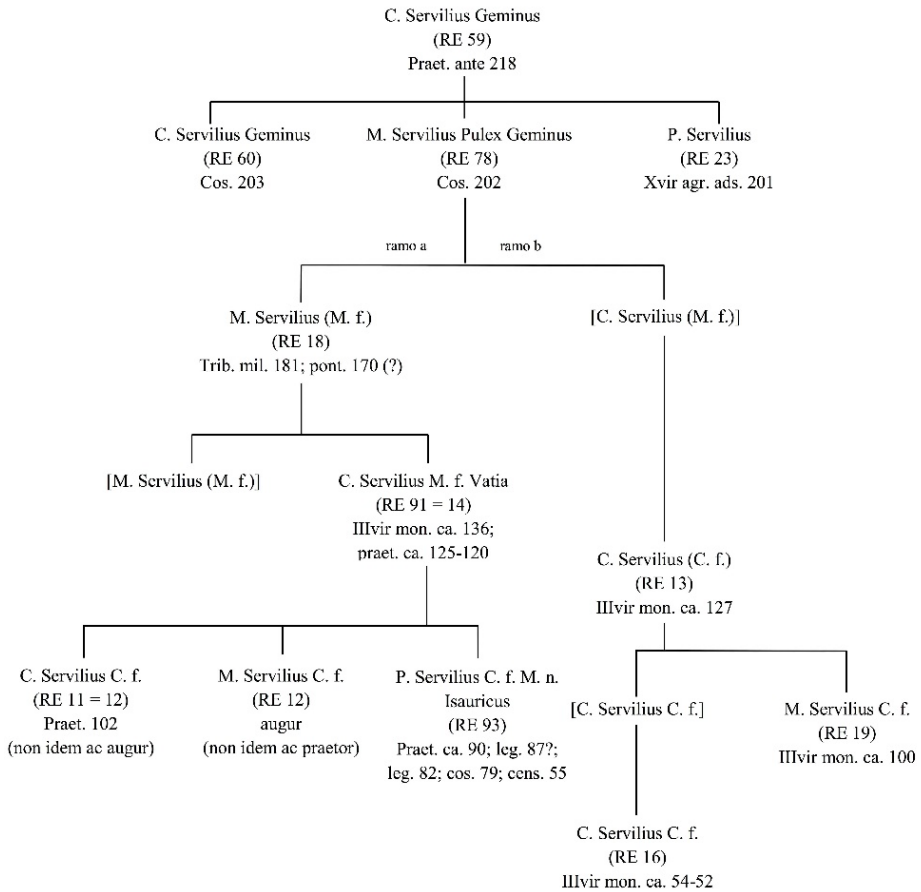 C. Servilius Geminus
(RE 59)
Praet. ante 218
C. Servilius Geminus
(RE 60)
Cos. 203
M. Servilius Pulex Geminus
(RE 78)
Cos. 202
P. Servilius
(RE 23)
Xvir agr. ads. 201
ramo a
ramo b
M. Servilius (M. f.)
(RE 18)
Trib. mil. 181; pont. 170 (?)
[C. Servilius (M. f.)]
[M. Servilius (M. f.)]
C. Servilius M. f. Vatia
(RE 91 = 14)
IIIvir mon. ca. 136;
praet. ca. 125-120
C. Servilius (C. f.)
(RE 13)
IIIvir mon. ca. 127
C. Servilius C. f.
(RE 11 = 12)
Praet. 102
(non idem ac augur)
M. Servilius C. f.
(RE 12)
augur
(non idem ac praetor)
P. Servilius C. f. M. n.
Isauricus
(RE 93)
Praet. ca. 90; leg. 87?;
leg. 82; cos. 79; cens. 55
[C. Servilius C. f.]
M. Servilius C. f.
(RE 19)
IIIvir mon. ca. 100
C. Servilius C. f.
(RE 16)
IIIvir mon. ca. 54-52